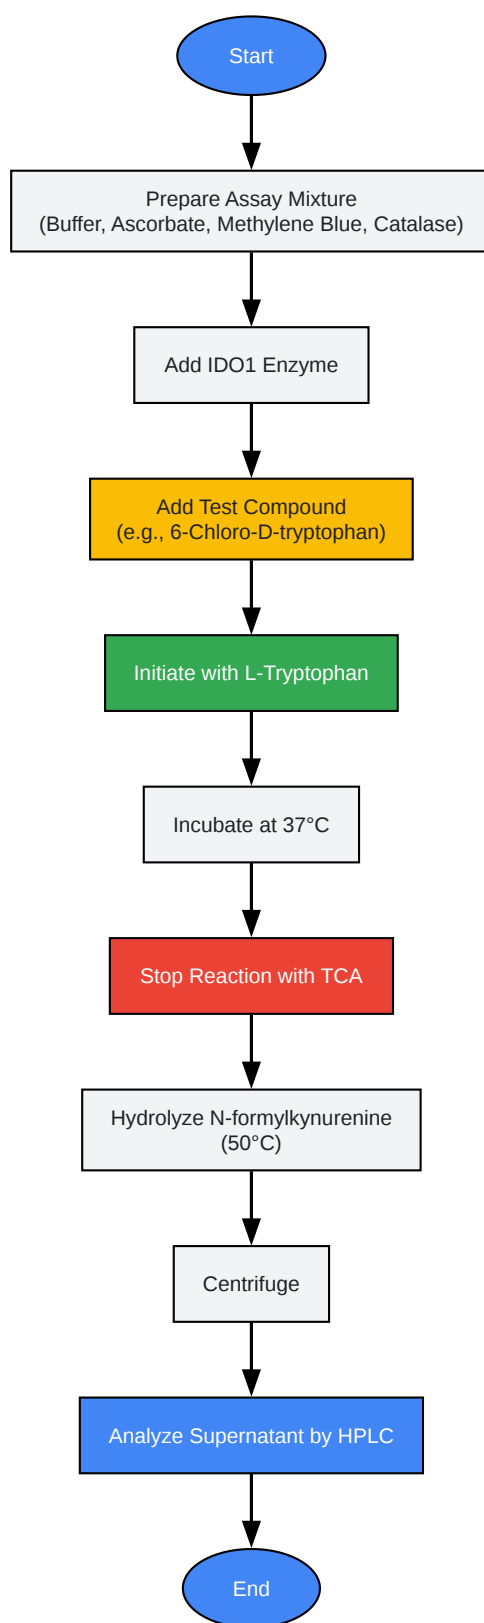 Start
Prepare Assay Mixture
(Buffer, Ascorbate, Methylene Blue, Catalase)
Add IDO1 Enzyme
Add Test Compound
(e.g., 6-Chloro-D-tryptophan)
Initiate with L-Tryptophan
Incubate at 37°C
Stop Reaction with TCA
Hydrolyze N-formylkynurenine
(50°C)
Centrifuge
Analyze Supernatant by HPLC
End